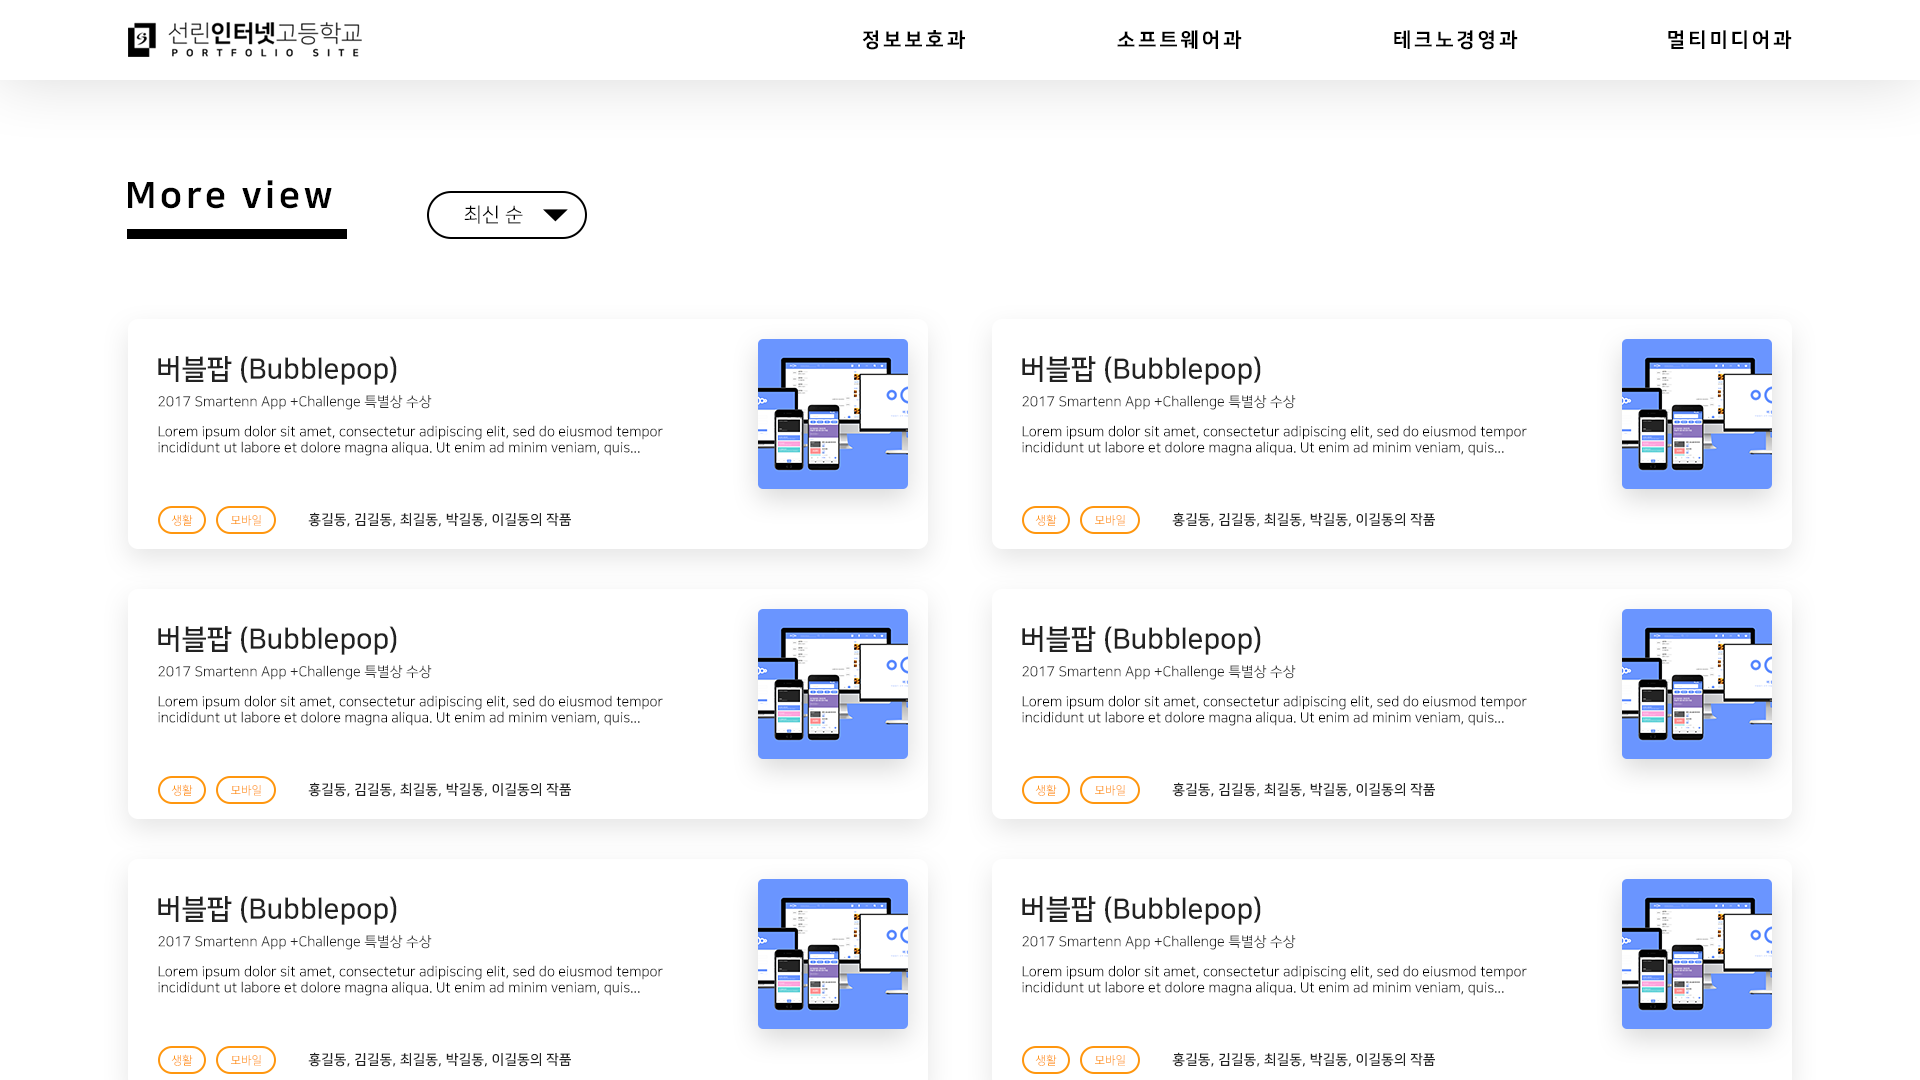 선린인터넷고등학교
PORTFOLIO SITE
정보보호과
소프트웨어과
테크노경영과
멀티미디어과
More view
최신 순
버블팝 (Bubblepop)
2017 Smartenn App +Challenge 특별상 수상
Lorem ipsum dolor sit amet, consectetur adipiscing elit, sed do eiusmod tempor
incididunt ut labore et dolore magna aliqua. Ut enim ad minim veniam, quis...
생활
모바일
홍길동, 김길동, 최길동, 박길동, 이길동의 작품
버블팝 (Bubblepop)
2017 Smartenn App +Challenge 특별상 수상
Lorem ipsum dolor sit amet, consectetur adipiscing elit, sed do eiusmod tempor
incididunt ut labore et dolore magna aliqua. Ut enim ad minim veniam, quis...
생활
모바일
홍길동, 김길동, 최길동, 박길동, 이길동의 작품
버블팝 (Bubblepop)
2017 Smartenn App +Challenge 특별상 수상
Lorem ipsum dolor sit amet, consectetur adipiscing elit, sed do eiusmod tempor
incididunt ut labore et dolore magna aliqua. Ut enim ad minim veniam, quis...
생활
모바일
홍길동, 김길동, 최길동, 박길동, 이길동의 작품
버블팝 (Bubblepop)
2017 Smartenn App +Challenge 특별상 수상
Lorem ipsum dolor sit amet, consectetur adipiscing elit, sed do eiusmod tempor
incididunt ut labore et dolore magna aliqua. Ut enim ad minim veniam, quis...
생활
모바일
홍길동, 김길동, 최길동, 박길동, 이길동의 작품
버블팝 (Bubblepop)
2017 Smartenn App +Challenge 특별상 수상
Lorem ipsum dolor sit amet, consectetur adipiscing elit, sed do eiusmod tempor
incididunt ut labore et dolore magna aliqua. Ut enim ad minim veniam, quis...
생활
모바일
홍길동, 김길동, 최길동, 박길동, 이길동의 작품
버블팝 (Bubblepop)
2017 Smartenn App +Challenge 특별상 수상
Lorem ipsum dolor sit amet, consectetur adipiscing elit, sed do eiusmod tempor
incididunt ut labore et dolore magna aliqua. Ut enim ad minim veniam, quis...
생활
모바일
홍길동, 김길동, 최길동, 박길동, 이길동의 작품